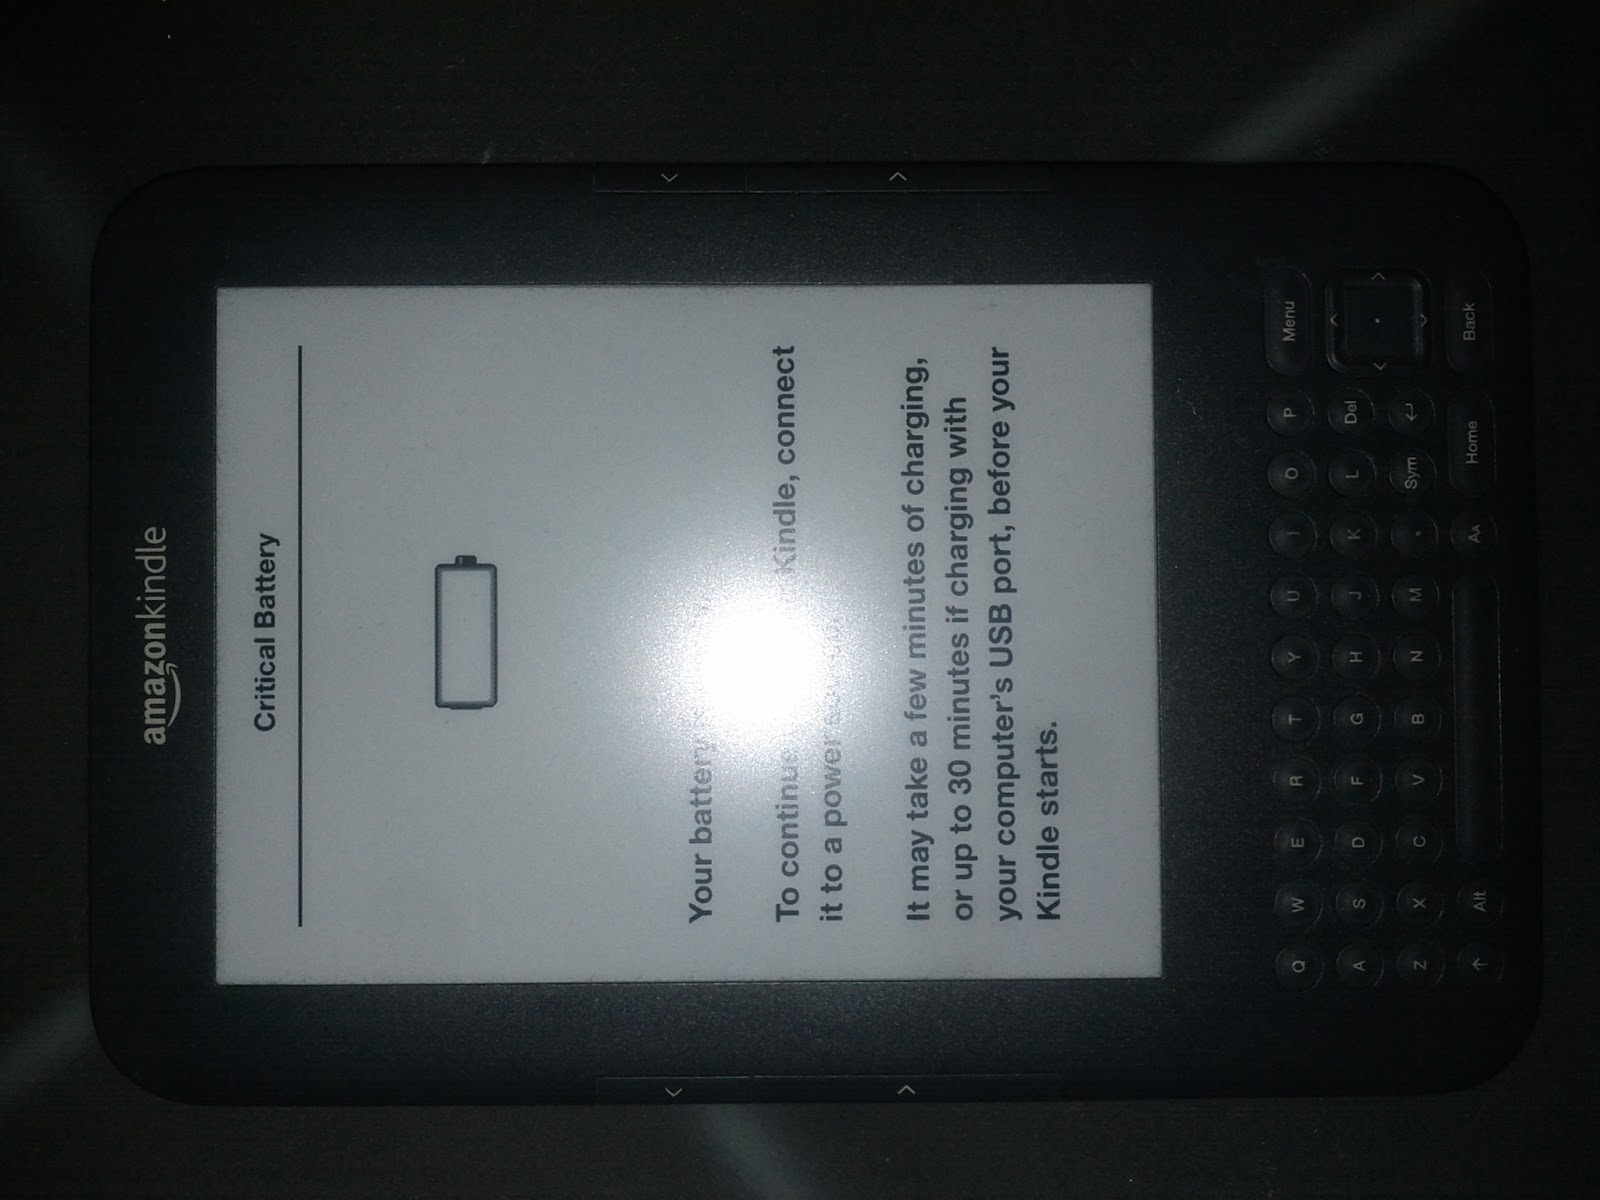 amazonkindle
Critical Battery
Your battery
To continue Kindle, connect
it to a power
It may take a few minutes of charging,
or up to 30 minutes if charging with
your computer's USB port, before your
Kindle starts.
Q W E R T Y U I O P Menu
A S D F G H J K L Del
Z X C V B N M . Sym
Alt AA Home Back